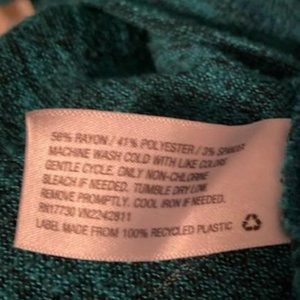 56% RAYON / 41% POLYESTER / 3% SPANDEX
MACHINE WASH COLD WITH LIKE COLORS
GENTLE CYCLE. ONLY NON-CHLORINE
BLEACH IF NEEDED. TUMBLE DRY LOW
REMOVE PROMPTLY. COOL IRON IF NEEDED.
RN17730 VN2242811
LABEL MADE FROM 100% RECYCLED PLASTIC